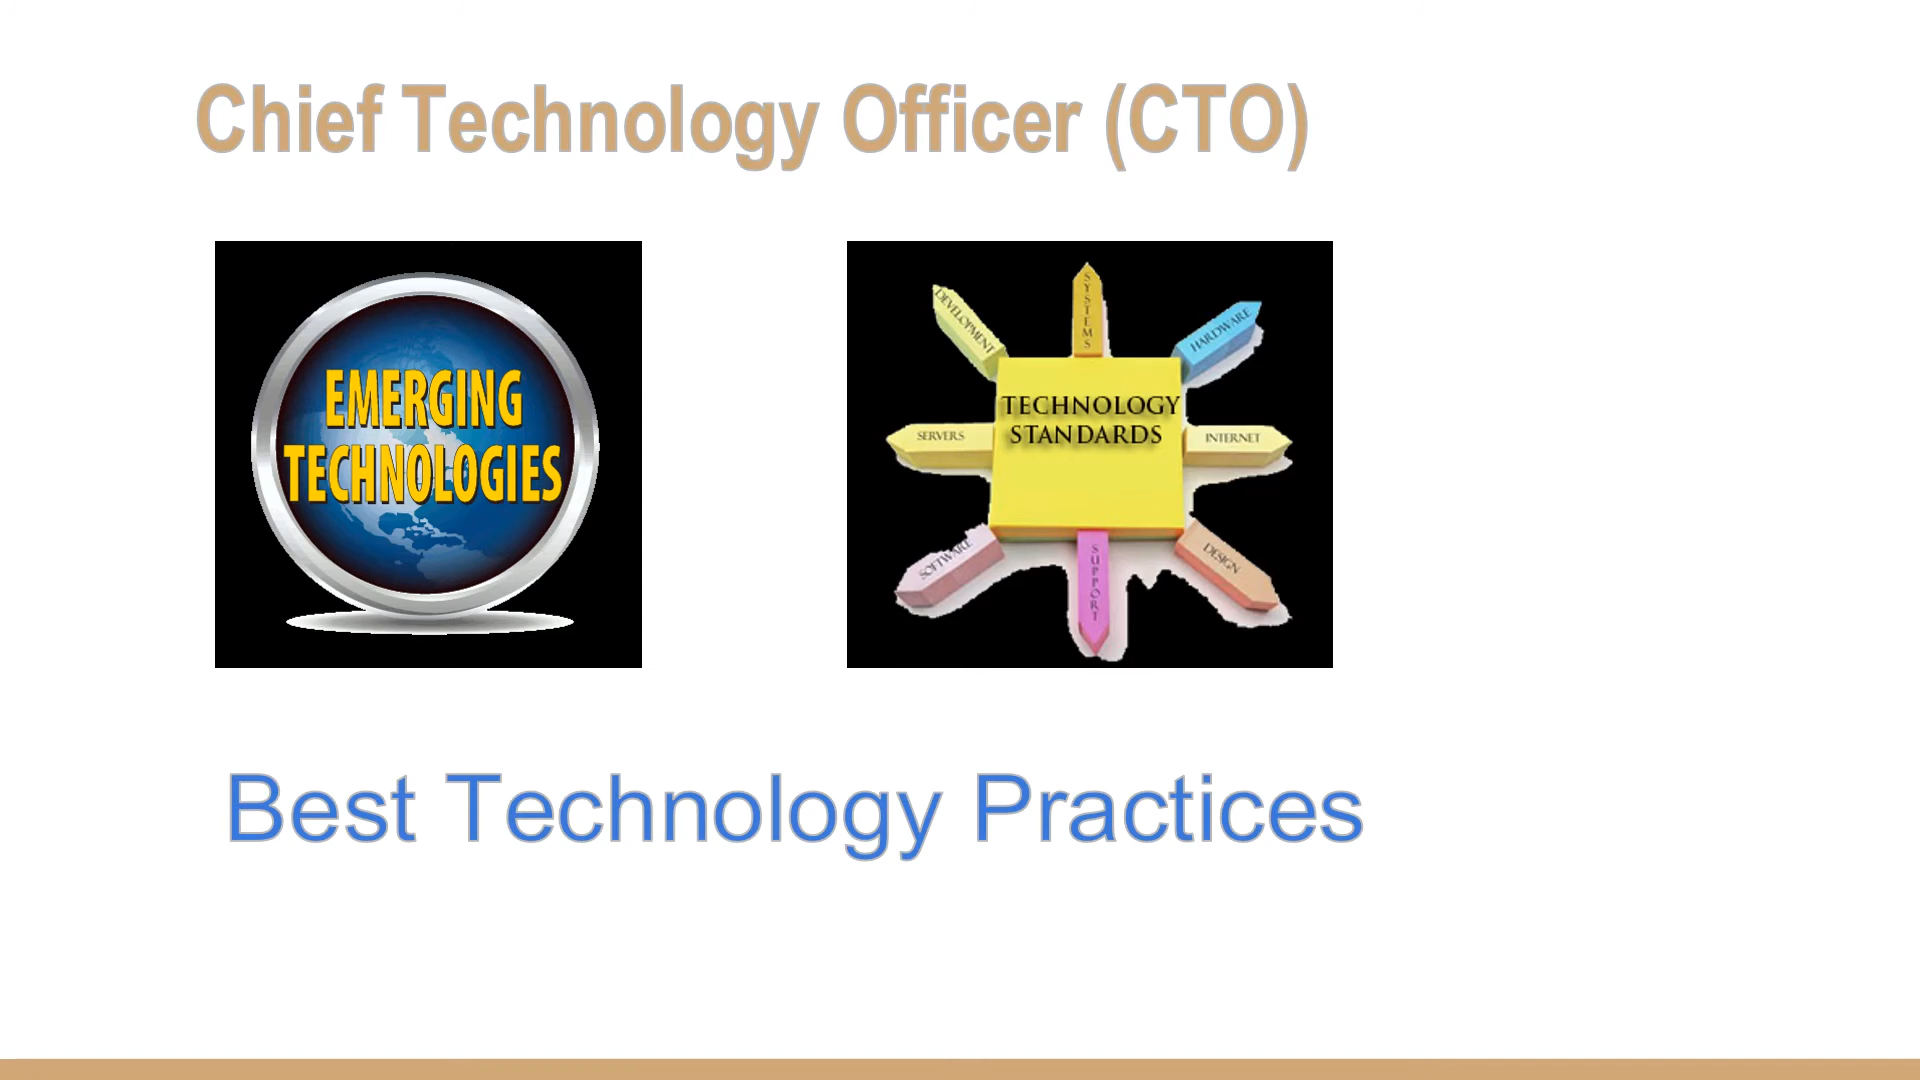 Chief Technology Officer (CTO)
EMERGING
TECHNOLOGIES
DEVELOPMENT
SYSTEMS
HARDWARE
TECHNOLOGY
STANDARDS
SERVERS
INTERNET
SOFTWARE
SUPPORT
DESIGN
Best Technology Practices